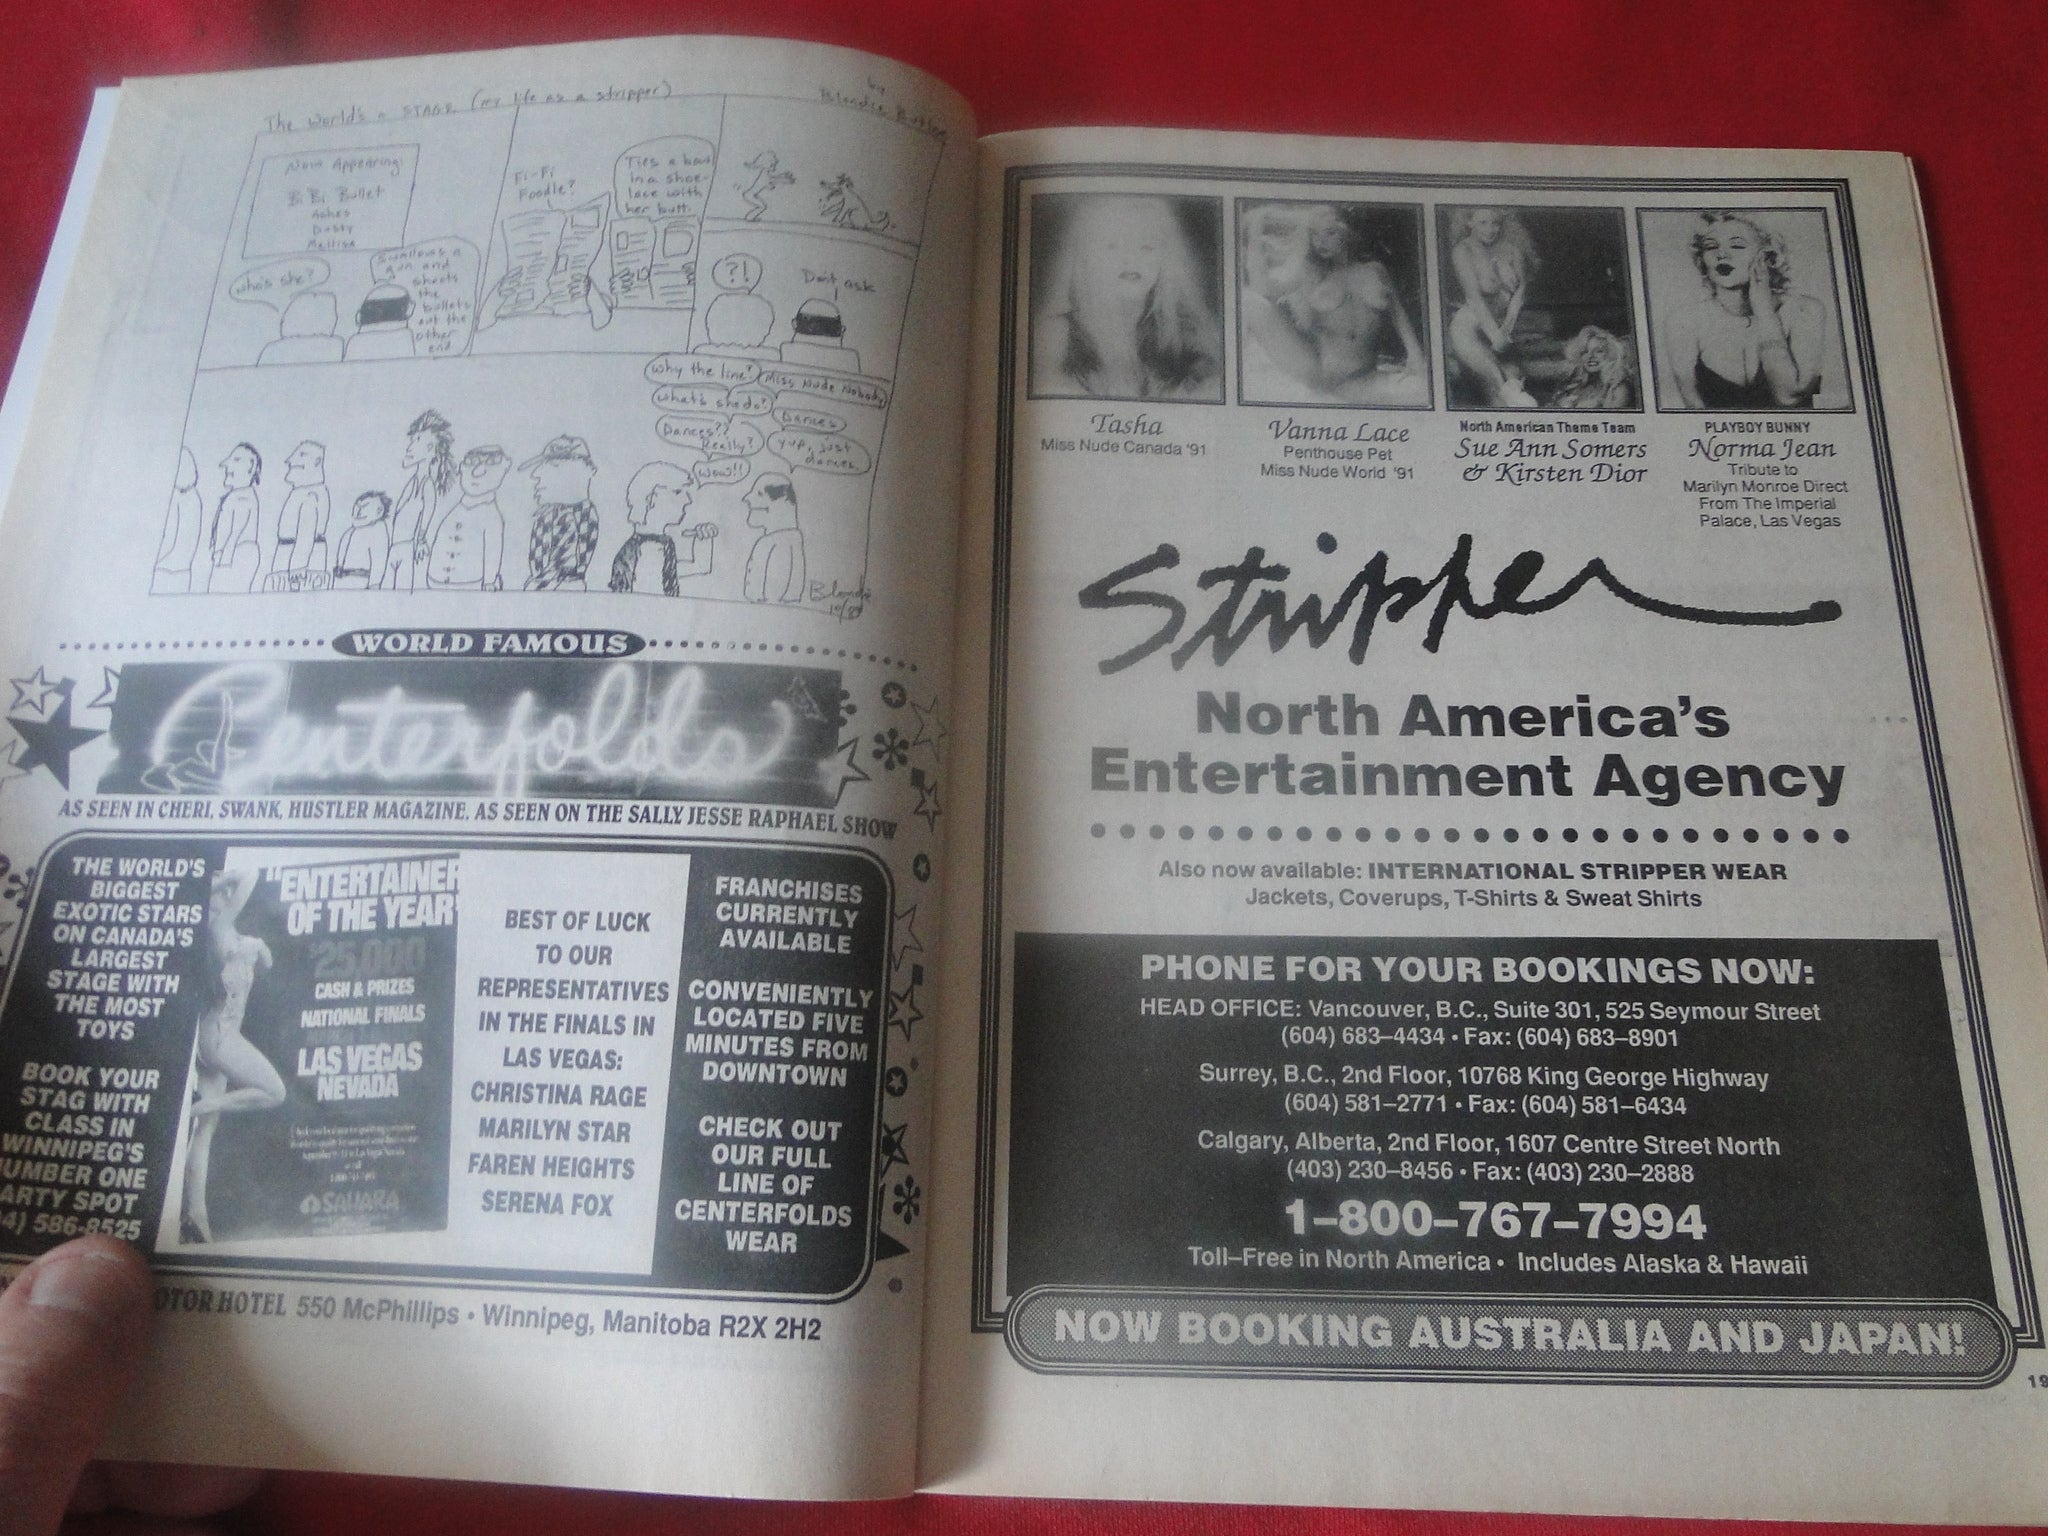 The World's a STAGE (my life as a stripper)
by
Blondie
Now Appearing:
BiBi Bullet
Ashes
Dusty
Mellisa
who's she?
Swallows a
gun and
shoots
the
bullets
out the
other
end
Fi-Fi
Foodle?
Ties a bow
in a shoe-
lace with
her butt.
?!
Don't ask
why the line?
Miss Nude Nobody
what's she do?
Dances
Dances??
Really?
yup, just
dances
wow!!
Blondie
WORLD FAMOUS
Centerfolds
AS SEEN IN CHERI, SWANK, HUSTLER MAGAZINE. AS SEEN ON THE SALLY JESSE RAPHAEL SHOW
THE WORLD'S
BIGGEST
EXOTIC STARS
ON CANADA'S
LARGEST
STAGE WITH
THE MOST
TOYS
BOOK YOUR
STAG WITH
CLASS IN
WINNIPEG'S
NUMBER ONE
PARTY SPOT
4) 586-8525
"ENTERTAINER
OF THE YEAR"
$25,000
CASH & PRIZES
NATIONAL FINALS
LAS VEGAS
NEVADA
SAHARA
BEST OF LUCK
TO OUR
REPRESENTATIVES
IN THE FINALS IN
LAS VEGAS:
CHRISTINA RAGE
MARILYN STAR
FAREN HEIGHTS
SERENA FOX
FRANCHISES
CURRENTLY
AVAILABLE
CONVENIENTLY
LOCATED FIVE
MINUTES FROM
DOWNTOWN
CHECK OUT
OUR FULL
LINE OF
CENTERFOLDS
WEAR
OTOR HOTEL 550 McPhillips • Winnipeg, Manitoba R2X 2H2
Tasha
Miss Nude Canada '91
Vanna Lace
Penthouse Pet
Miss Nude World '91
North American Theme Team
Sue Ann Somers
& Kirsten Dior
PLAYBOY BUNNY
Norma Jean
Tribute to
Marilyn Monroe Direct
From The Imperial
Palace, Las Vegas
Stripper
North America's
Entertainment Agency
Also now available: INTERNATIONAL STRIPPER WEAR
Jackets, Coverups, T-Shirts & Sweat Shirts
PHONE FOR YOUR BOOKINGS NOW:
HEAD OFFICE: Vancouver, B.C., Suite 301, 525 Seymour Street
(604) 683–4434 • Fax: (604) 683–8901
Surrey, B.C., 2nd Floor, 10768 King George Highway
(604) 581–2771 • Fax: (604) 581–6434
Calgary, Alberta, 2nd Floor, 1607 Centre Street North
(403) 230–8456 • Fax: (403) 230–2888
1–800–767–7994
Toll–Free in North America • Includes Alaska & Hawaii
NOW BOOKING AUSTRALIA AND JAPAN!
19